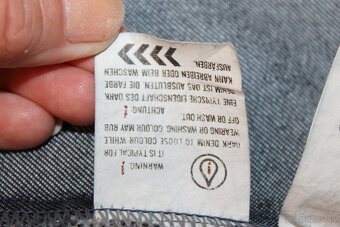 WARNING
IT IS TYPICAL FOR
DARK DENIM TO LOOSE COLOUR WHILE
WEARING OR WASHING COLOUR MAY RUB
OFF OR WASH OUT
ACHTUNG
EINE TYPISCHE EIGENSCHAFT DES DARK
DENIM IST DAS AUSBLUTEN DIE FARBE
KANN ABREIBEN ODER BEIM WASCHEN
AUSFÄRBEN.